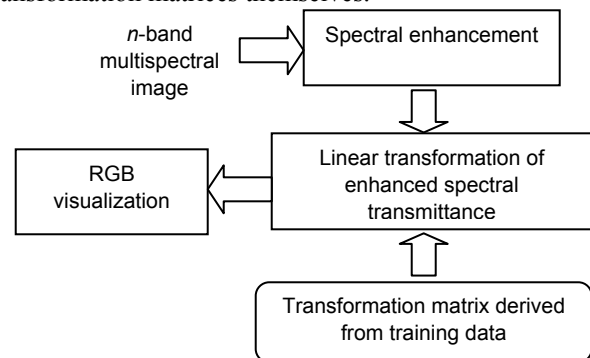 ansformation matrices themselves.
n-band
multispectral
image
Spectral enhancement
Linear transformation of
enhanced spectral
transmittance
RGB
visualization
Transformation matrix derived
from training data